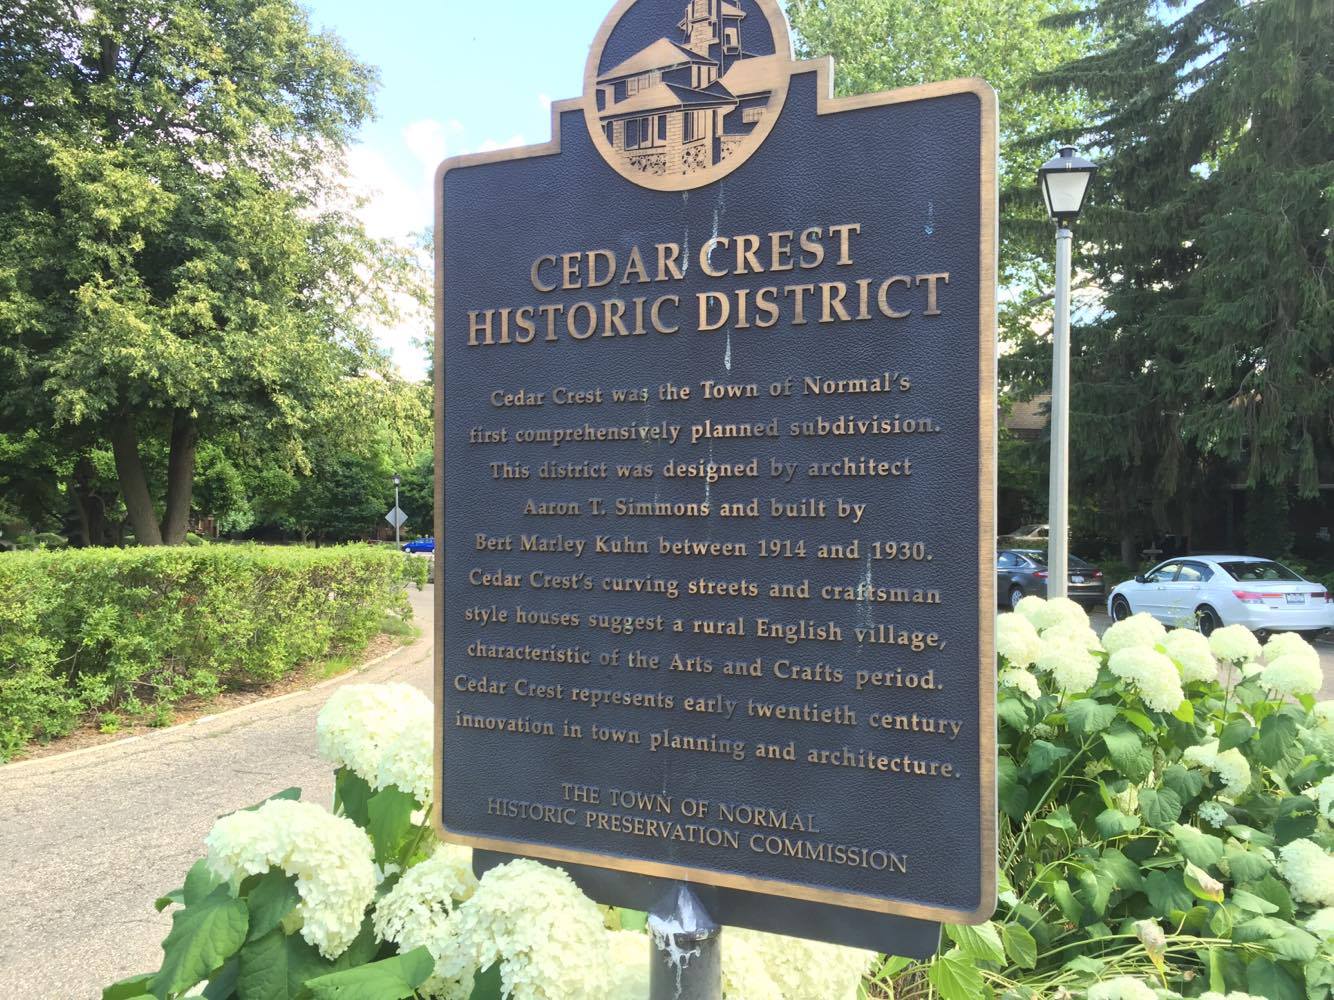 CEDAR CREST
HISTORIC DISTRICT
Cedar Crest was the Town of Normal's
first comprehensively planned subdivision.
This district was designed by architect
Aaron T. Simmons and built by
Bert Marley Kuhn between 1914 and 1930.
Cedar Crest's curving streets and craftsman
style houses suggest a rural English village,
characteristic of the Arts and Crafts period.
Cedar Crest represents early twentieth century
innovation in town planning and architecture.
THE TOWN OF NORMAL
HISTORIC PRESERVATION COMMISSION